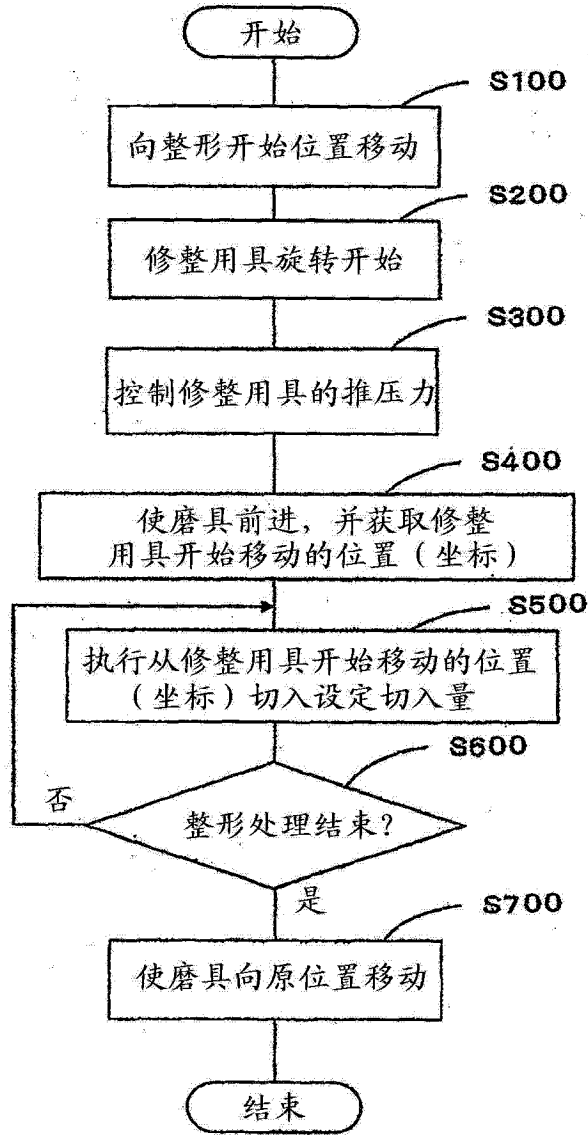 开始
S100
向整形开始位置移动
S200
修整用具旋转开始
S300
控制修整用具的推压力
S400
使磨具前进，并获取修整
用具开始移动的位置（坐标）
S500
执行从修整用具开始移动的位置
（坐标）切入设定切入量
S600
整形处理结束？
否
是
S700
使磨具向原位置移动
结束